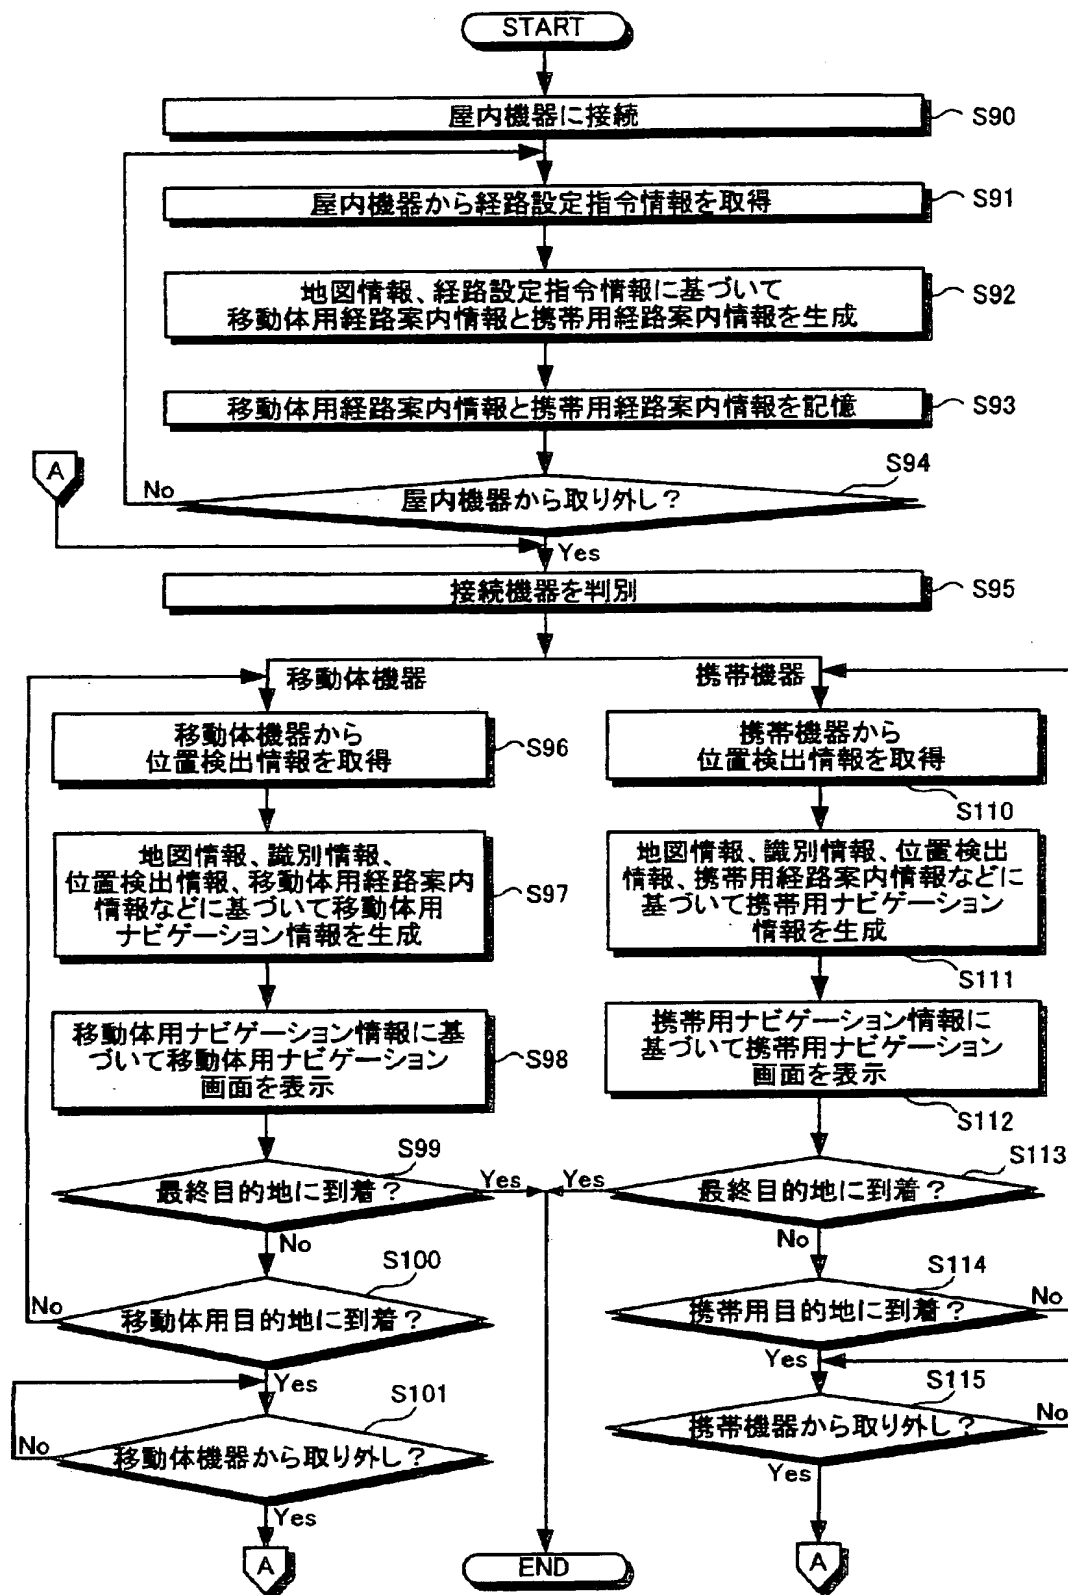 START
屋内機器に接続
S90
屋内機器から経路設定指令情報を取得
S91
地図情報、経路設定指令情報に基づいて
移動体用経路案内情報と携帯用経路案内情報を生成
S92
移動体用経路案内情報と携帯用経路案内情報を記憶
S93
A
No
屋内機器から取り外し?
S94
Yes
接続機器を判別
S95
移動体機器
移動体機器から
位置検出情報を取得
S96
地図情報、識別情報、
位置検出情報、移動体用経路案内
情報などに基づいて移動体用
ナビゲーション情報を生成
S97
移動体用ナビゲーション情報に基
づいて移動体用ナビゲーション
画面を表示
S98
S99
最終目的地に到着?
Yes
No
S100
移動体用目的地に到着?
No
Yes
S101
移動体機器から取り外し?
No
Yes
A
携帯機器
携帯機器から
位置検出情報を取得
S110
地図情報、識別情報、位置検出
情報、携帯用経路案内情報などに
基づいて携帯用ナビゲーション
情報を生成
S111
携帯用ナビゲーション情報に
基づいて携帯用ナビゲーション
画面を表示
S112
S113
最終目的地に到着?
Yes
No
S114
携帯用目的地に到着?
No
Yes
S115
携帯機器から取り外し?
No
Yes
A
END